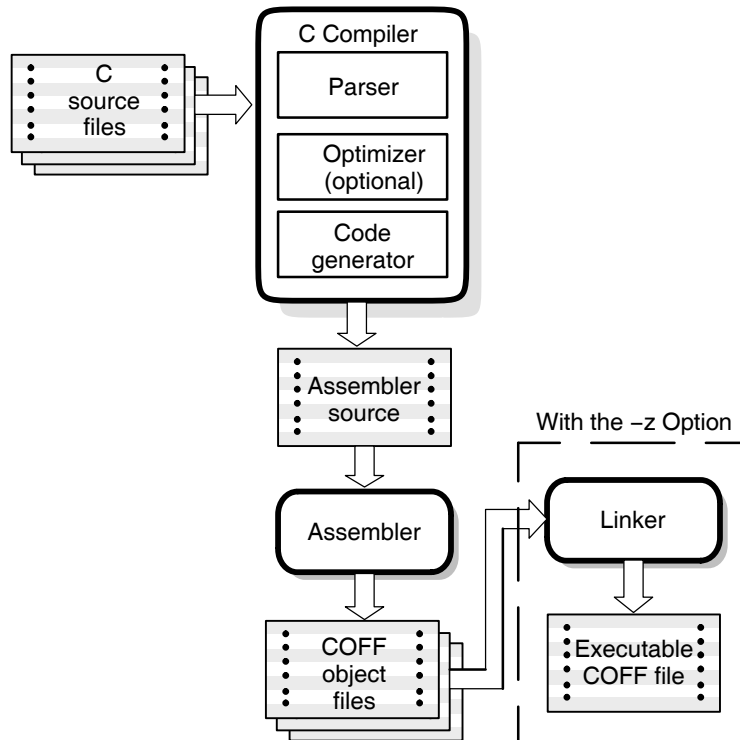 C Compiler
Parser
Optimizer
(optional)
Code
generator
C
source
files
Assembler
source
Assembler
COFF
object
files
With the −z Option
Linker
Executable
COFF file